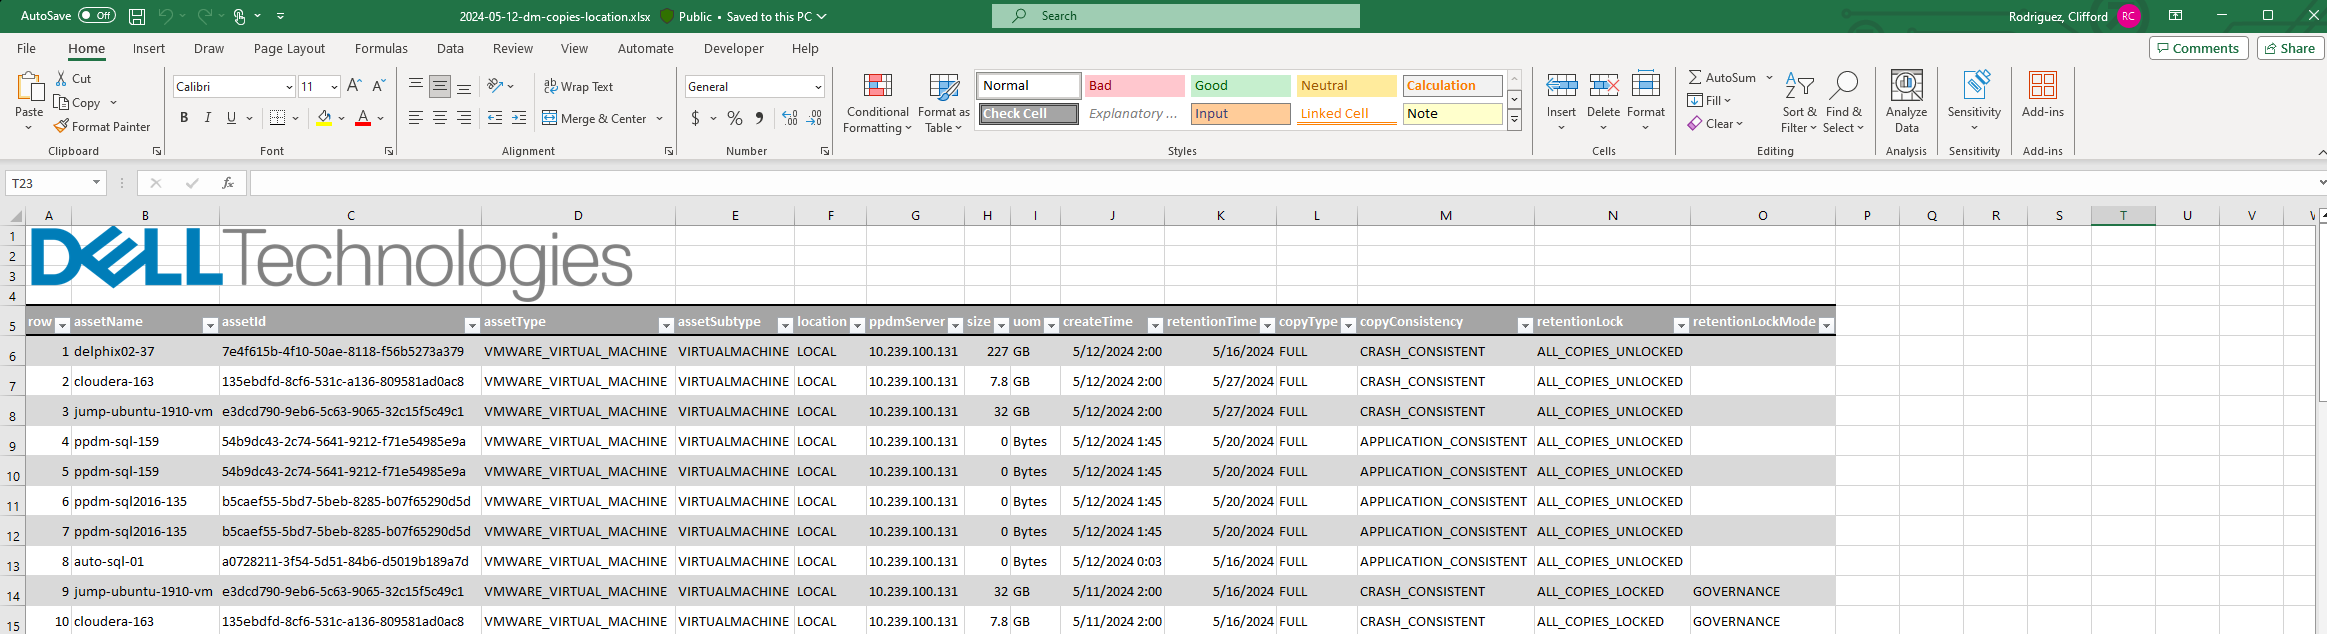 AutoSave Off 2024-05-12-dm-copies-location.xlsx Public • Saved to this PC Search Rodriguez, Clifford RC
File Home Insert Draw Page Layout Formulas Data Review View Automate Developer Help Comments Share
Paste Cut Copy Format Painter Clipboard
Calibri 11 A A B I U A Font
ab Wrap Text Merge & Center Alignment
General $ % 9 .00 .00 Number
Conditional Formatting Format as Table
Normal Bad Good Neutral Calculation
Check Cell Explanatory ... Input Linked Cell Note
Styles
Insert Delete Format Cells
AutoSum Fill Clear Sort & Filter Find & Select Editing
Analyze Data Analysis
Sensitivity Sensitivity
Add-ins Add-ins
T23 fx
A B C D E F G H I J K L M N O P Q R S T U V
1
2
3
4
DELL Technologies
5 row assetName assetId assetType assetSubtype location ppdmServer size uom createTime retentionTime copyType copyConsistency retentionLock retentionLockMode
6 1 delphix02-37 7e4f615b-4f10-50ae-8118-f56b5273a379 VMWARE_VIRTUAL_MACHINE VIRTUALMACHINE LOCAL 10.239.100.131 227 GB 5/12/2024 2:00 5/16/2024 FULL CRASH_CONSISTENT ALL_COPIES_UNLOCKED
7 2 cloudera-163 135ebdfd-8cf6-531c-a136-809581ad0ac8 VMWARE_VIRTUAL_MACHINE VIRTUALMACHINE LOCAL 10.239.100.131 7.8 GB 5/12/2024 2:00 5/27/2024 FULL CRASH_CONSISTENT ALL_COPIES_UNLOCKED
8 3 jump-ubuntu-1910-vm e3dcd790-9eb6-5c63-9065-32c15f5c49c1 VMWARE_VIRTUAL_MACHINE VIRTUALMACHINE LOCAL 10.239.100.131 32 GB 5/12/2024 2:00 5/27/2024 FULL CRASH_CONSISTENT ALL_COPIES_UNLOCKED
9 4 ppdm-sql-159 54b9dc43-2c74-5641-9212-f71e54985e9a VMWARE_VIRTUAL_MACHINE VIRTUALMACHINE LOCAL 10.239.100.131 0 Bytes 5/12/2024 1:45 5/20/2024 FULL APPLICATION_CONSISTENT ALL_COPIES_UNLOCKED
10 5 ppdm-sql-159 54b9dc43-2c74-5641-9212-f71e54985e9a VMWARE_VIRTUAL_MACHINE VIRTUALMACHINE LOCAL 10.239.100.131 0 Bytes 5/12/2024 1:45 5/20/2024 FULL APPLICATION_CONSISTENT ALL_COPIES_UNLOCKED
11 6 ppdm-sql2016-135 b5caef55-5bd7-5beb-8285-b07f65290d5d VMWARE_VIRTUAL_MACHINE VIRTUALMACHINE LOCAL 10.239.100.131 0 Bytes 5/12/2024 1:45 5/20/2024 FULL APPLICATION_CONSISTENT ALL_COPIES_UNLOCKED
12 7 ppdm-sql2016-135 b5caef55-5bd7-5beb-8285-b07f65290d5d VMWARE_VIRTUAL_MACHINE VIRTUALMACHINE LOCAL 10.239.100.131 0 Bytes 5/12/2024 1:45 5/20/2024 FULL APPLICATION_CONSISTENT ALL_COPIES_UNLOCKED
13 8 auto-sql-01 a0728211-3f54-5d51-84b6-d5019b189a7d VMWARE_VIRTUAL_MACHINE VIRTUALMACHINE LOCAL 10.239.100.131 0 Bytes 5/12/2024 0:03 5/16/2024 FULL APPLICATION_CONSISTENT ALL_COPIES_UNLOCKED
14 9 jump-ubuntu-1910-vm e3dcd790-9eb6-5c63-9065-32c15f5c49c1 VMWARE_VIRTUAL_MACHINE VIRTUALMACHINE LOCAL 10.239.100.131 32 GB 5/11/2024 2:00 5/16/2024 FULL CRASH_CONSISTENT ALL_COPIES_LOCKED GOVERNANCE
15 10 cloudera-163 135ebdfd-8cf6-531c-a136-809581ad0ac8 VMWARE_VIRTUAL_MACHINE VIRTUALMACHINE LOCAL 10.239.100.131 7.8 GB 5/11/2024 2:00 5/16/2024 FULL CRASH_CONSISTENT ALL_COPIES_LOCKED GOVERNANCE